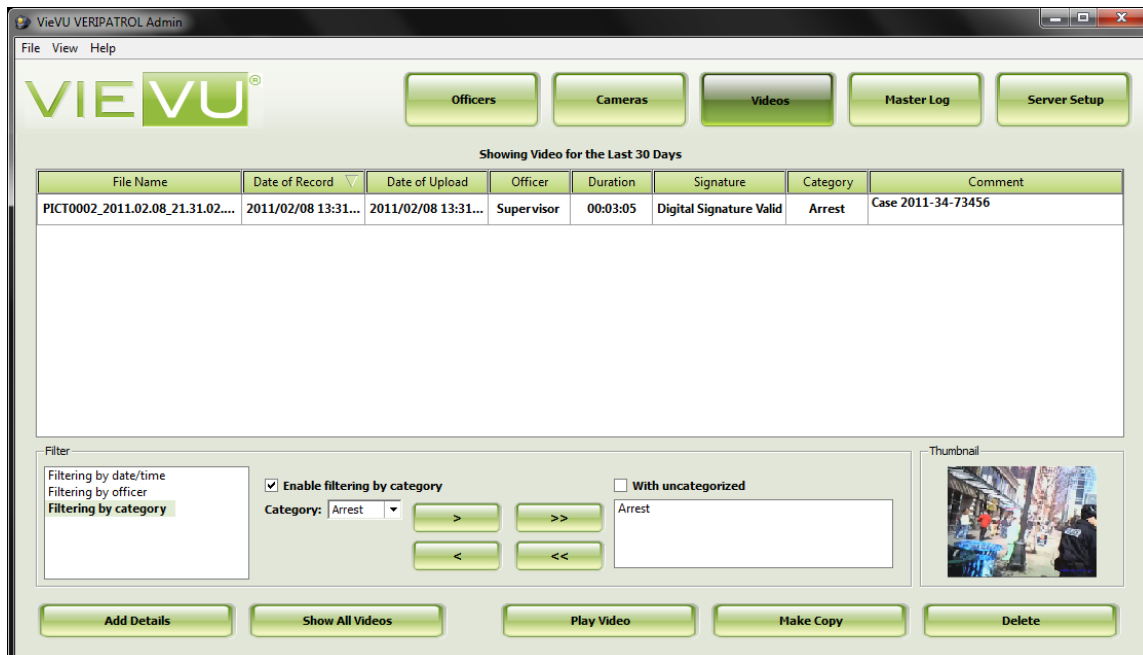 VieVU VERIPATROL Admin
File View Help
VIEVU®
Officers Cameras Videos Master Log Server Setup
Showing Video for the Last 30 Days
File Name Date of Record Date of Upload Officer Duration Signature Category Comment
PICT0002_2011.02.08_21.31.02.... 2011/02/08 13:31... 2011/02/08 13:31... Supervisor 00:03:05 Digital Signature Valid Arrest Case 2011-34-73456
Filter Thumbnail
Filtering by date/time
Filtering by officer
Filtering by category
Enable filtering by category With uncategorized
Category: Arrest > >> Arrest
< <<
Add Details Show All Videos Play Video Make Copy Delete